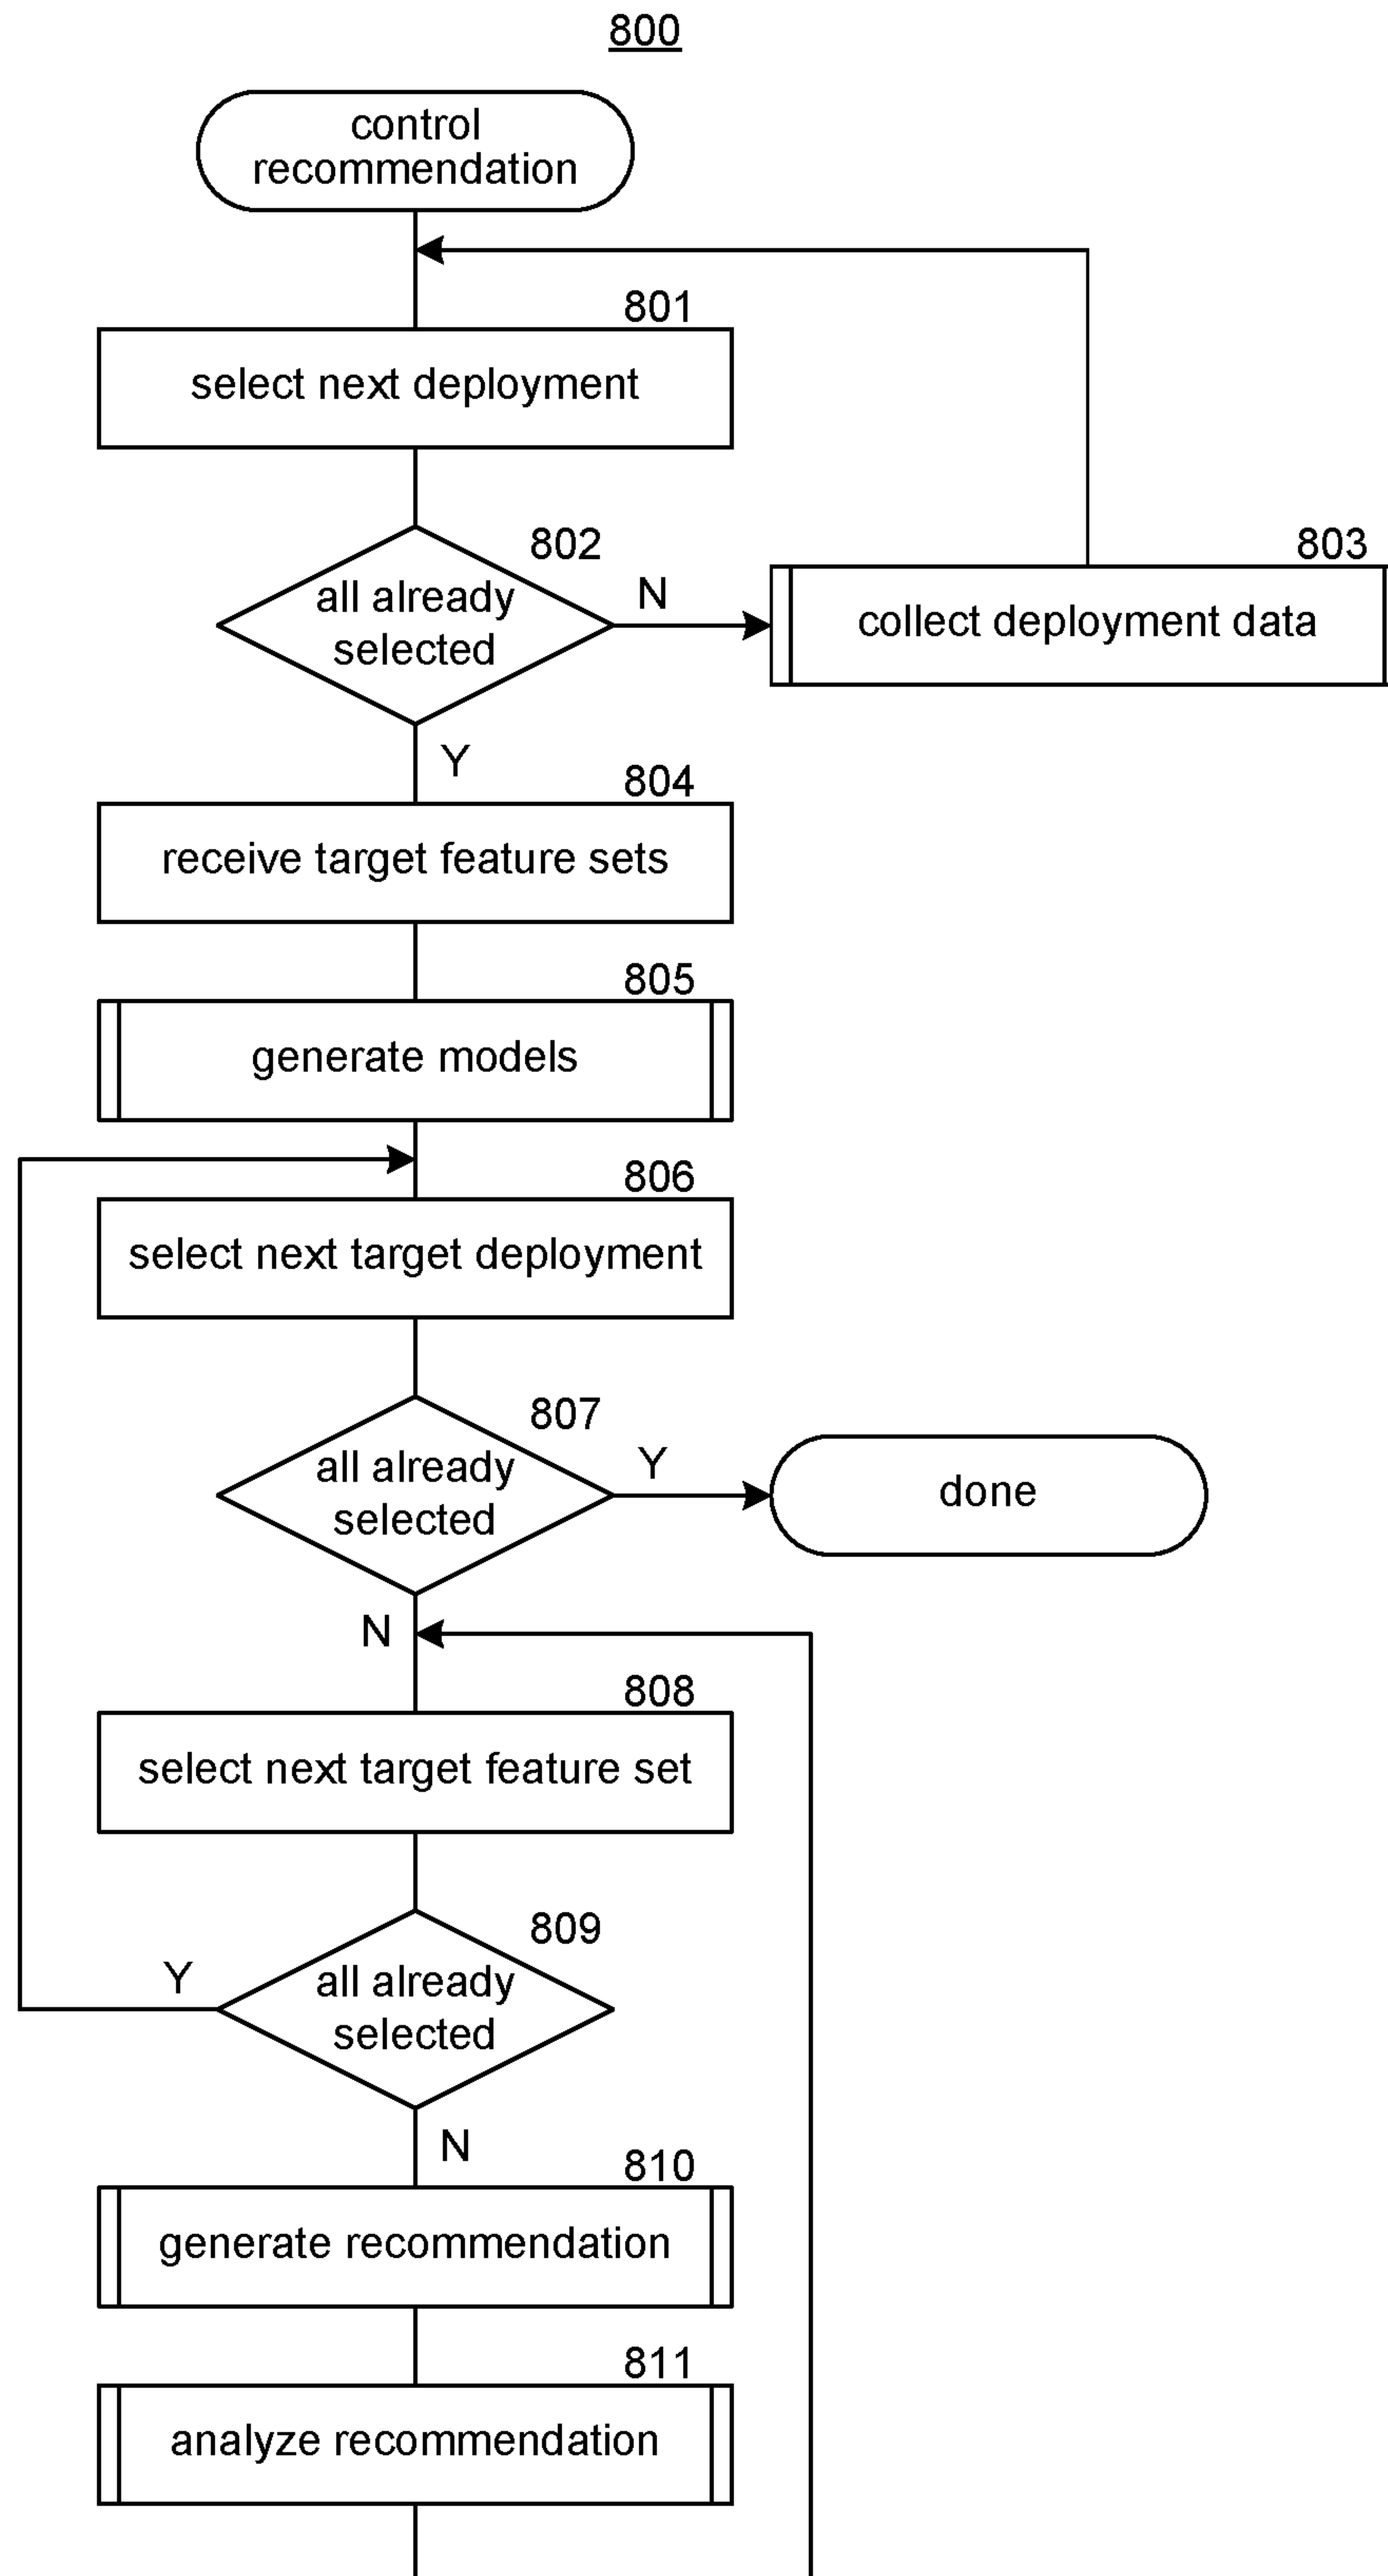 800
control
recommendation
801
select next deployment
802
all already
selected
N
803
collect deployment data
Y
804
receive target feature sets
805
generate models
806
select next target deployment
807
all already
selected
Y
done
N
808
select next target feature set
809
all already
selected
Y
N
810
generate recommendation
811
analyze recommendation